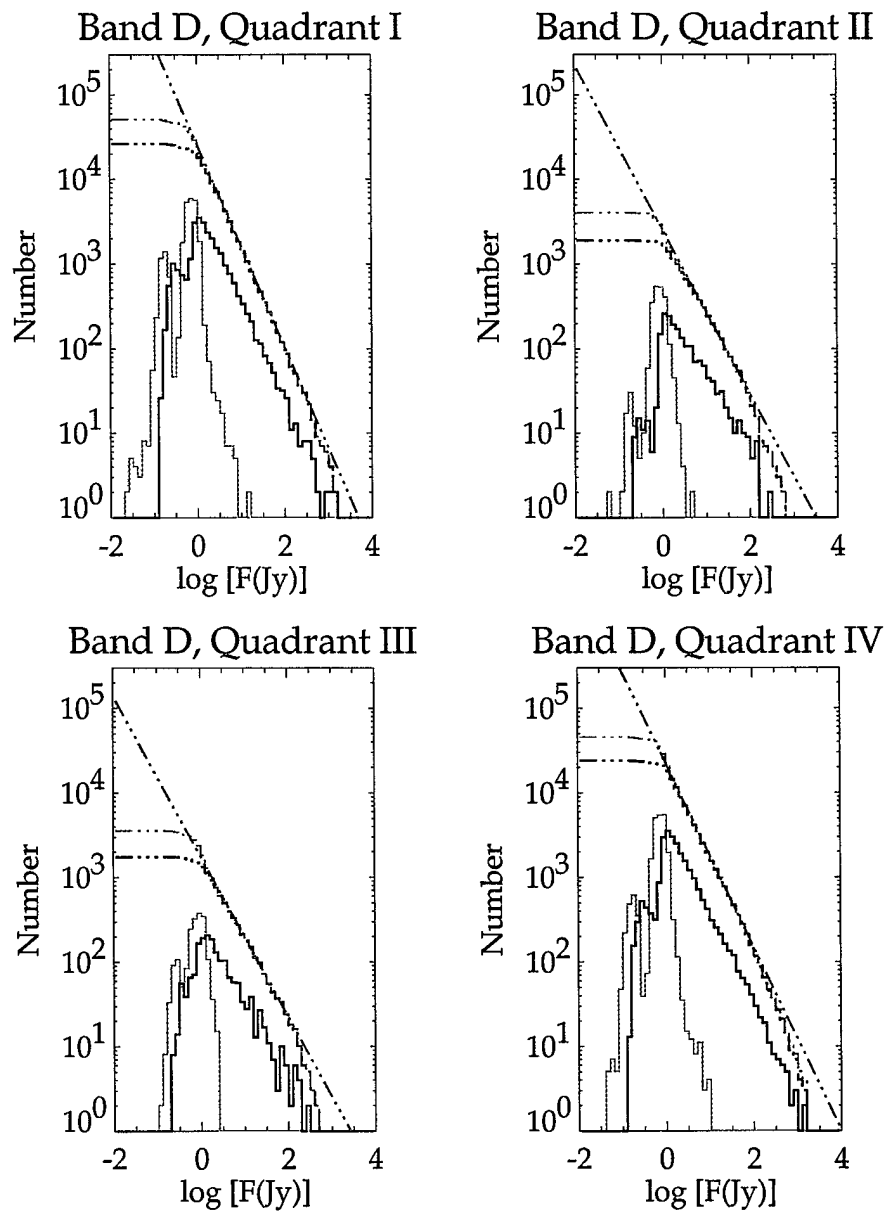 Band D, Quadrant I
Band D, Quadrant II
Number
10^5
10^4
10^3
10^2
10^1
10^0
-2 0 2 4
log [F(Jy)]
Number
10^5
10^4
10^3
10^2
10^1
10^0
-2 0 2 4
log [F(Jy)]
Band D, Quadrant III
Band D, Quadrant IV
Number
10^5
10^4
10^3
10^2
10^1
10^0
-2 0 2 4
log [F(Jy)]
Number
10^5
10^4
10^3
10^2
10^1
10^0
-2 0 2 4
log [F(Jy)]